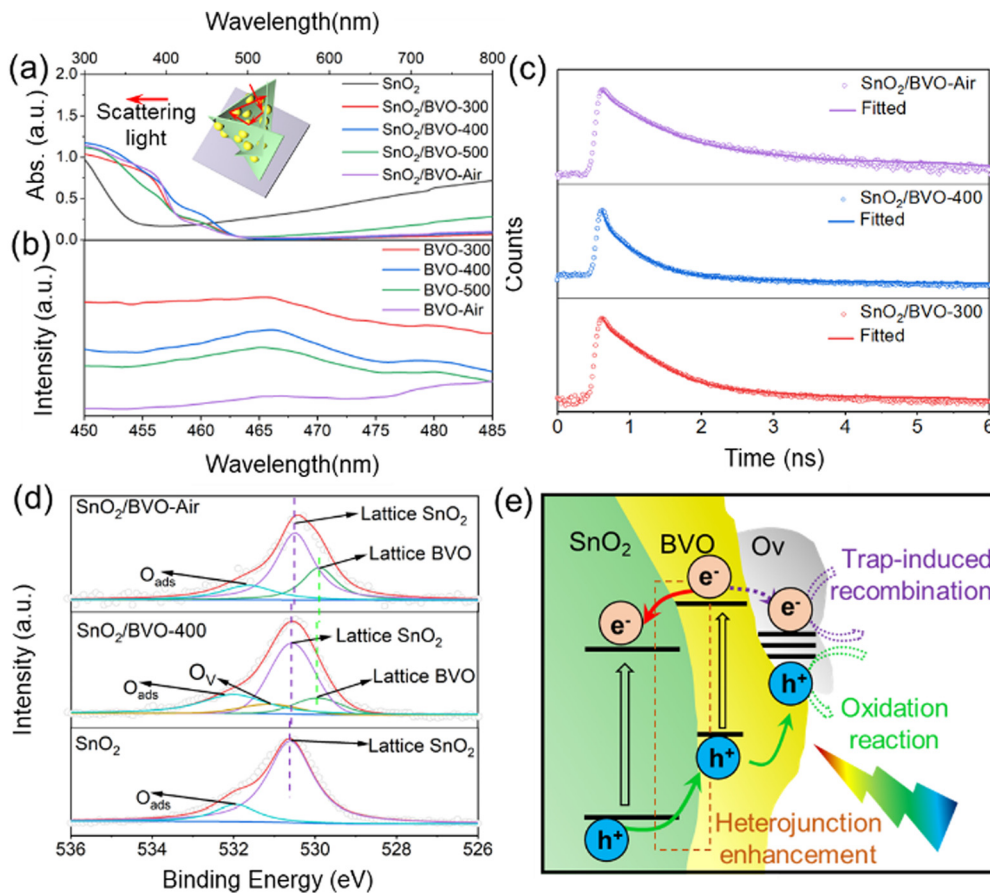 Wavelength(nm)
300 400 500 600 700 800
(a)
2.0
1.5
1.0
0.5
0.0
Abs. (a.u.)
Scattering
light
SnO₂
SnO₂/BVO-300
SnO₂/BVO-400
SnO₂/BVO-500
SnO₂/BVO-Air
(b)
Intensity (a.u.)
BVO-300
BVO-400
BVO-500
BVO-Air
450 455 460 465 470 475 480 485
Wavelength(nm)
(c)
Counts
SnO₂/BVO-Air
Fitted
SnO₂/BVO-400
Fitted
SnO₂/BVO-300
Fitted
0 1 2 3 4 5 6
Time (ns)
(d)
Intensity (a.u.)
SnO₂/BVO-Air
Lattice SnO₂
Lattice BVO
Oads
SnO₂/BVO-400
Lattice SnO₂
Oads
OV
Lattice BVO
SnO₂
Lattice SnO₂
Oads
536 534 532 530 528 526
Binding Energy (eV)
(e)
SnO₂ BVO Ov
e⁻
e⁻
e⁻
h⁺
h⁺
h⁺
Trap-induced
recombination
Oxidation
reaction
Heterojunction
enhancement